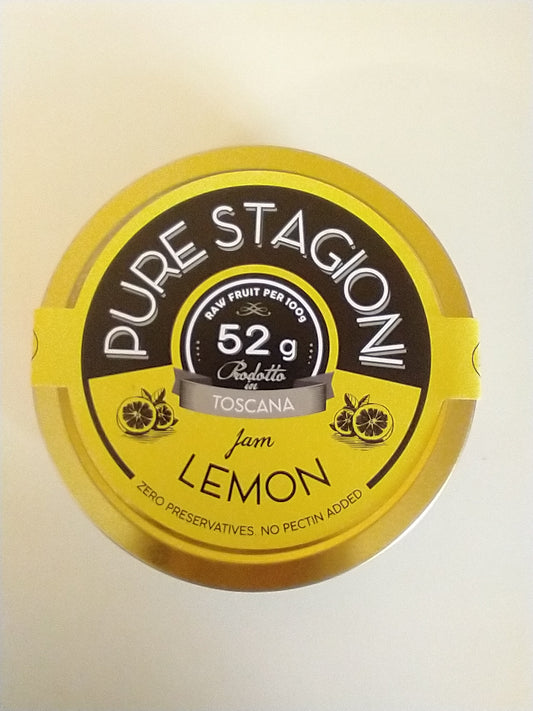 PURE STAGIONI
RAW FRUIT PER 100g
52 g
Prodotto
in
TOSCANA
Jam
LEMON
ZERO PRESERVATIVES. NO PECTIN ADDED